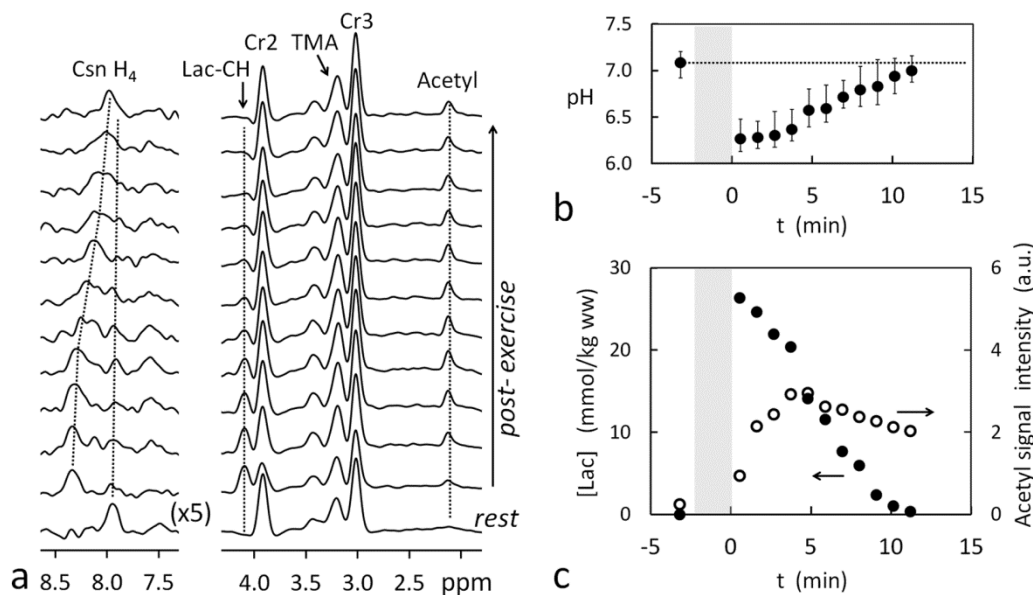 Csn H4
Lac-CH
Cr2
TMA
Cr3
Acetyl
post-exercise
(x5)
rest
8.5 8.0 7.5
4.0 3.5 3.0 2.5 ppm
a
7.5
7.0
6.5
6.0
pH
-5 0 5 10 15
t (min)
b
30
20
10
0
[Lac] (mmol/kg ww)
6
4
2
0
Acetyl signal intensity (a.u.)
-5 0 5 10 15
t (min)
c